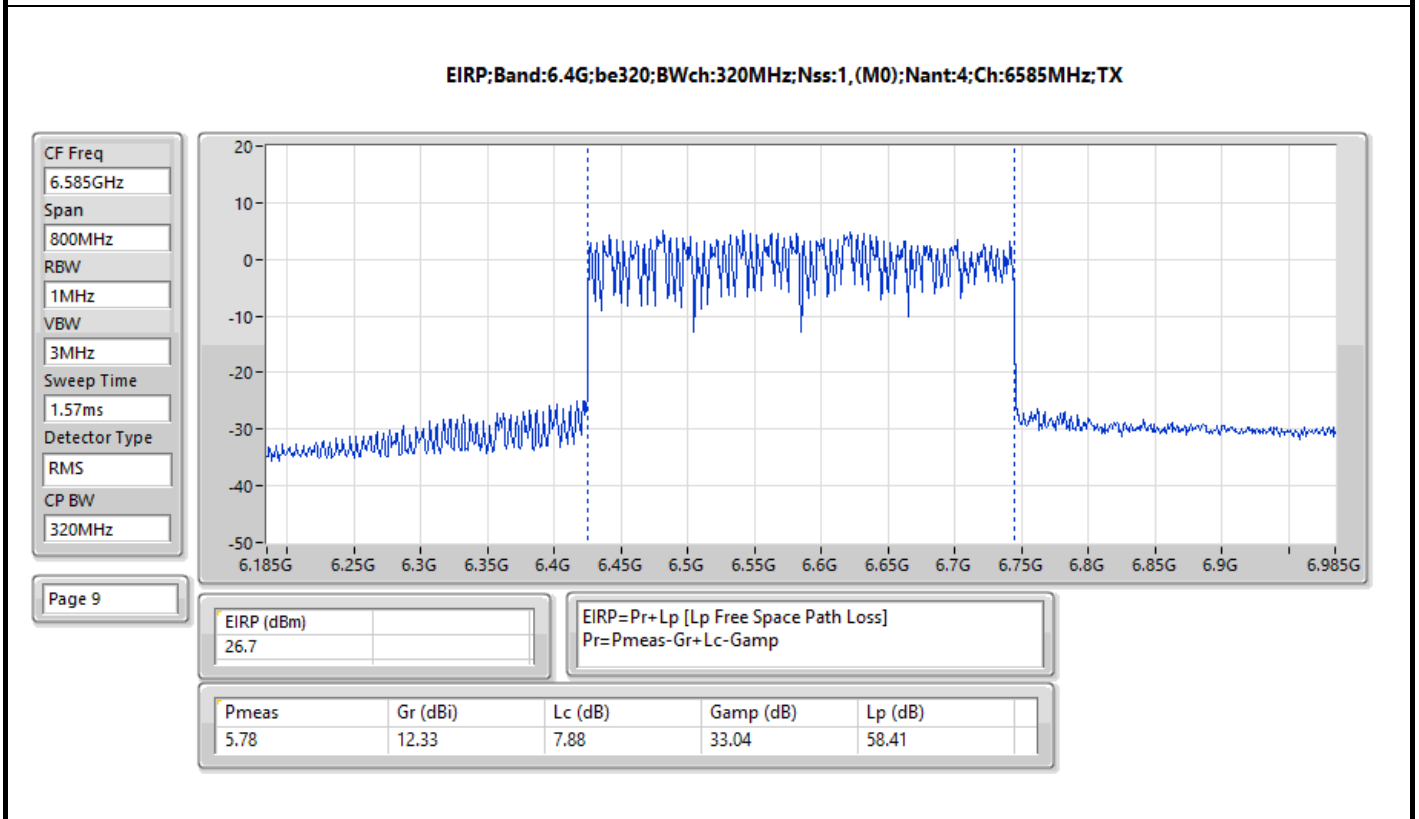 EIRP;Band:6.4G;be320;BWch:320MHz;Nss:1,(M0);Nant:4;Ch:6585MHz;TX
CF Freq
6.585GHz
Span
800MHz
RBW
1MHz
VBW
3MHz
Sweep Time
1.57ms
Detector Type
RMS
CP BW
320MHz
Page 9
20
10
0
-10
-20
-30
-40
-50
6.185G 6.25G 6.3G 6.35G 6.4G 6.45G 6.5G 6.55G 6.6G 6.65G 6.7G 6.75G 6.8G 6.85G 6.9G 6.985G
EIRP (dBm)
26.7
EIRP=Pr+Lp [Lp Free Space Path Loss]
Pr=Pmeas-Gr+Lc-Gamp
Pmeas Gr (dBi) Lc (dB) Gamp (dB) Lp (dB)
5.78 12.33 7.88 33.04 58.41